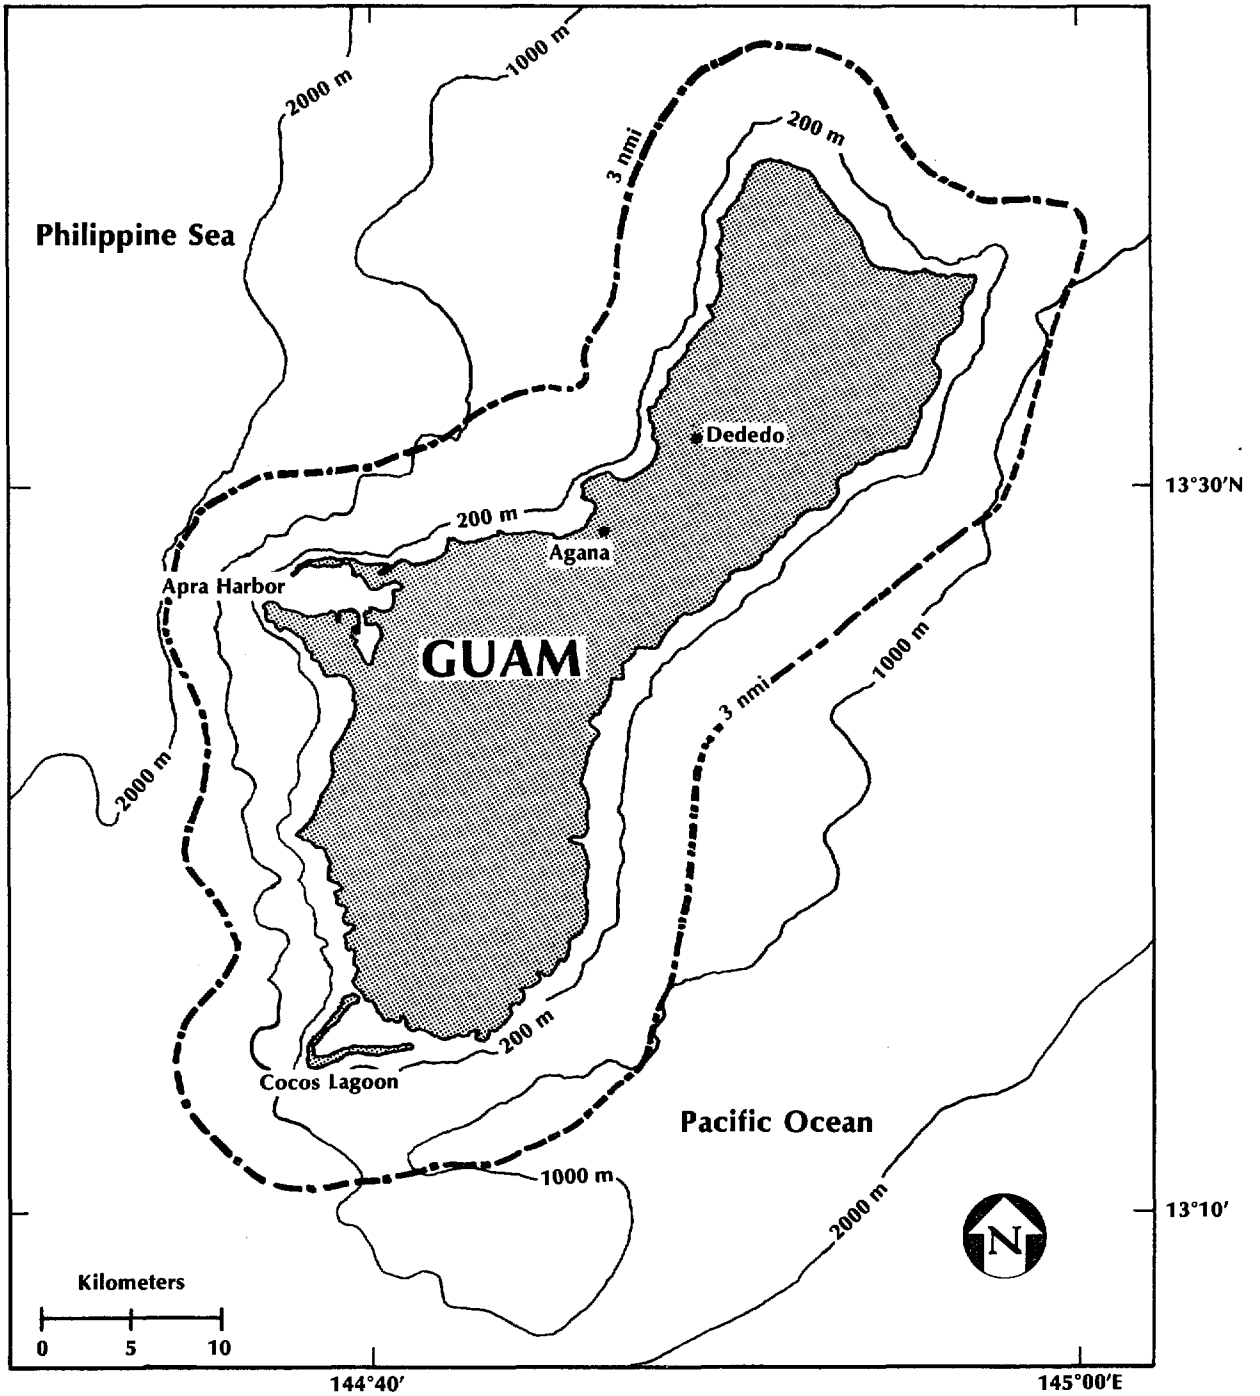 1000 m
2000 m
200 m
3 nmi
Philippine Sea
Dededo
13°30'N
200 m
Agana
Apra Harbor
GUAM
1000 m
3 nmi
2000 m
200 m
Cocos Lagoon
Pacific Ocean
1000 m
2000 m
13°10'
N
Kilometers
0 5 10
144°40'
145°00'E